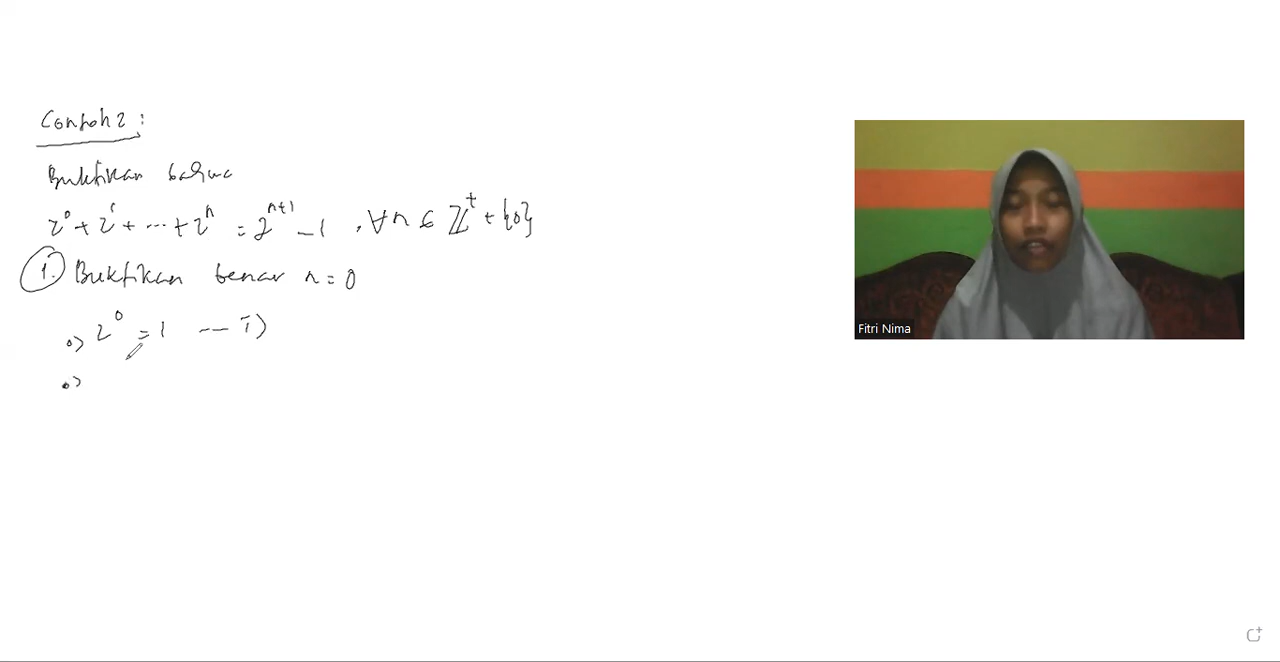 Contoh 2 :
Buktikan bahwa
2⁰ + 2¹ + ... + 2ⁿ = 2ⁿ⁺¹ - 1 , ∀n ∈ ℤ⁺ + {0}
1. Buktikan benar n = 0
•) 2⁰ = 1 --- i)
•)
Fitri Nima